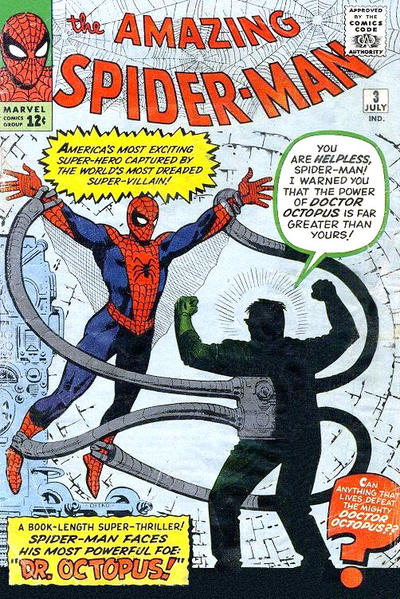 the AMAZING
SPIDER-MAN
APPROVED
BY THE
COMICS
CODE
CA
AUTHORITY
MARVEL
COMICS
GROUP 12¢
3
JULY
IND.
AMERICA'S MOST EXCITING
SUPER-HERO CAPTURED BY
THE WORLD'S MOST DREADED
SUPER-VILLAIN!
YOU
ARE HELPLESS,
SPIDER-MAN!
I WARNED YOU
THAT THE POWER
OF DOCTOR
OCTOPUS IS FAR
GREATER THAN
YOURS!
DITKO
CAN
ANYTHING THAT
LIVES DEFEAT
THE MIGHTY
DOCTOR
OCTOPUS??
?
A BOOK-LENGTH SUPER-THRILLER!
SPIDER-MAN FACES
HIS MOST POWERFUL FOE:
"DR. OCTOPUS!"